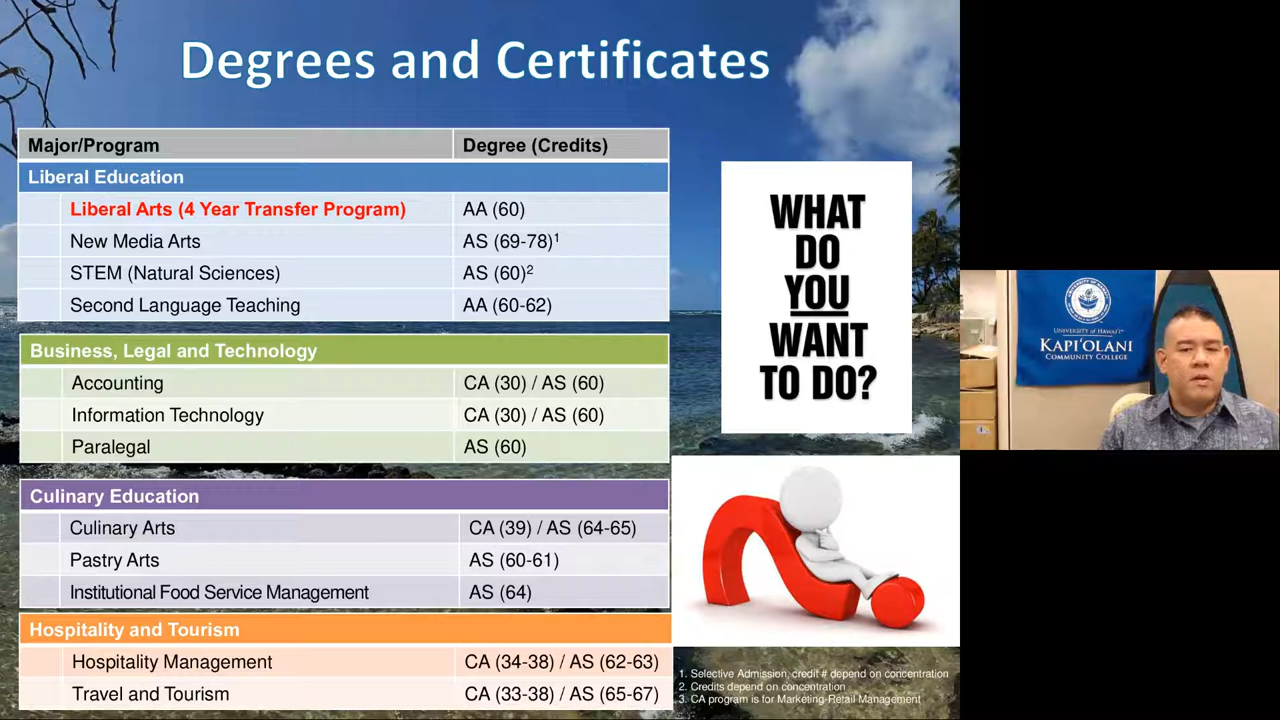 Degrees and Certificates
Major/Program Degree (Credits)
Liberal Education
Liberal Arts (4 Year Transfer Program) AA (60)
New Media Arts AS (69-78)¹
STEM (Natural Sciences) AS (60)²
Second Language Teaching AA (60-62)
Business, Legal and Technology
Accounting CA (30) / AS (60)
Information Technology CA (30) / AS (60)
Paralegal AS (60)
Culinary Education
Culinary Arts CA (39) / AS (64-65)
Pastry Arts AS (60-61)
Institutional Food Service Management AS (64)
Hospitality and Tourism
Hospitality Management CA (34-38) / AS (62-63)
Travel and Tourism CA (33-38) / AS (65-67)
WHAT
DO
YOU
WANT
TO DO?
1. Selective Admission, credit # depend on concentration
2. Credits depend on concentration
3. CA program is for Marketing-Retail Management
UNIVERSITY of HAWAIʻI
KAPIʻOLANI
COMMUNITY COLLEGE